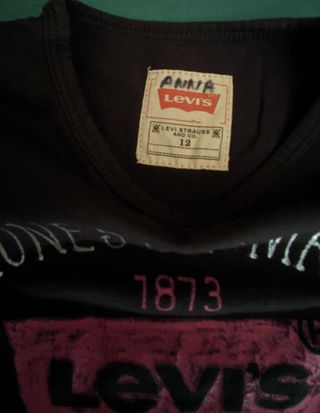 ANNA
LEVI'S
LEVI STRAUSS
AND CO.
12
1873
Levi's